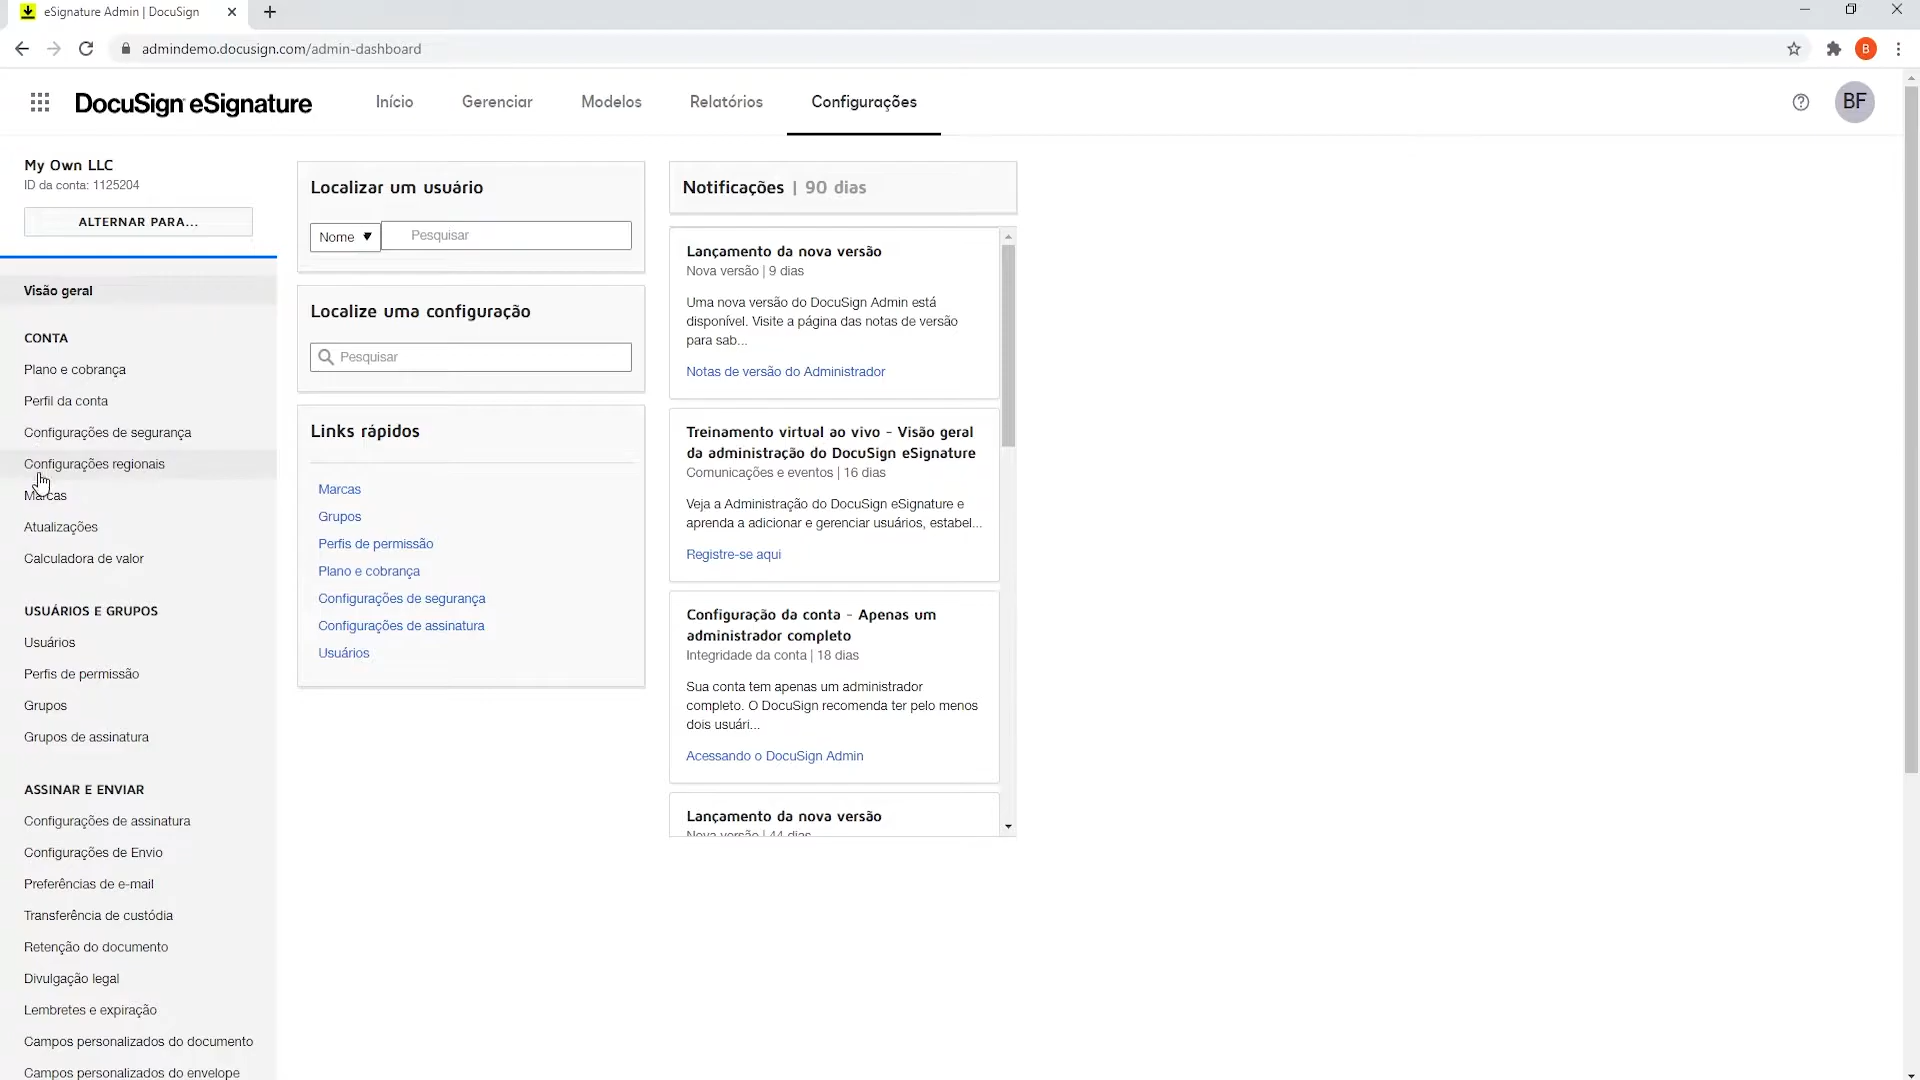 eSignature Admin | DocuSign
admindemo.docusign.com/admin-dashboard
B
DocuSign eSignature
Início
Gerenciar
Modelos
Relatórios
Configurações
BF
My Own LLC
ID da conta: 1125204
ALTERNAR PARA...
Visão geral
CONTA
Plano e cobrança
Perfil da conta
Configurações de segurança
Configurações regionais
Marcas
Atualizações
Calculadora de valor
USUÁRIOS E GRUPOS
Usuários
Perfis de permissão
Grupos
Grupos de assinatura
ASSINAR E ENVIAR
Configurações de assinatura
Configurações de Envio
Preferências de e-mail
Transferência de custódia
Retenção do documento
Divulgação legal
Lembretes e expiração
Campos personalizados do documento
Campos personalizados do envelope
Localizar um usuário
Nome
Pesquisar
Localize uma configuração
Pesquisar
Links rápidos
Marcas
Grupos
Perfis de permissão
Plano e cobrança
Configurações de segurança
Configurações de assinatura
Usuários
Notificações | 90 dias
Lançamento da nova versão
Nova versão | 9 dias
Uma nova versão do DocuSign Admin está
disponível. Visite a página das notas de versão
para sab...
Notas de versão do Administrador
Treinamento virtual ao vivo - Visão geral
da administração do DocuSign eSignature
Comunicações e eventos | 16 dias
Veja a Administração do DocuSign eSignature e
aprenda a adicionar e gerenciar usuários, estabel...
Registre-se aqui
Configuração da conta - Apenas um
administrador completo
Integridade da conta | 18 dias
Sua conta tem apenas um administrador
completo. O DocuSign recomenda ter pelo menos
dois usuári...
Acessando o DocuSign Admin
Lançamento da nova versão
Nova versão | 44 dias